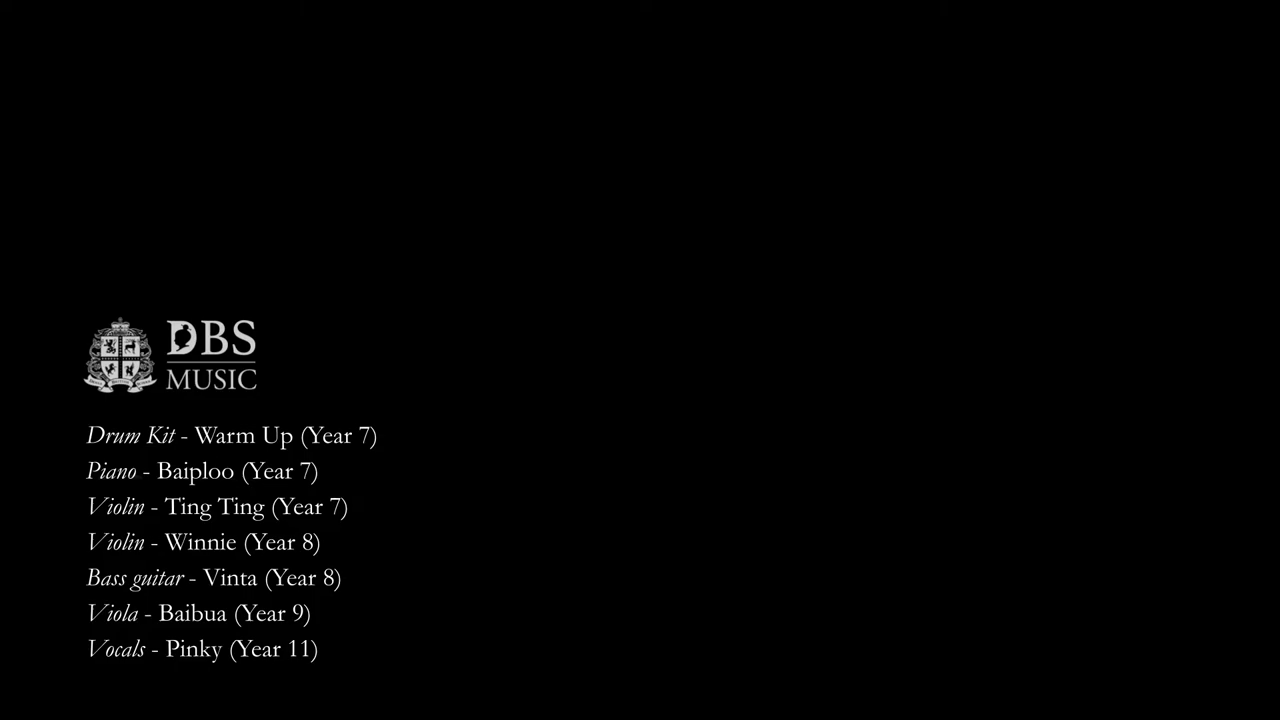 DBS
MUSIC
Drum Kit - Warm Up (Year 7)
Piano - Baiploo (Year 7)
Violin - Ting Ting (Year 7)
Violin - Winnie (Year 8)
Bass guitar - Vinta (Year 8)
Viola - Baibua (Year 9)
Vocals - Pinky (Year 11)